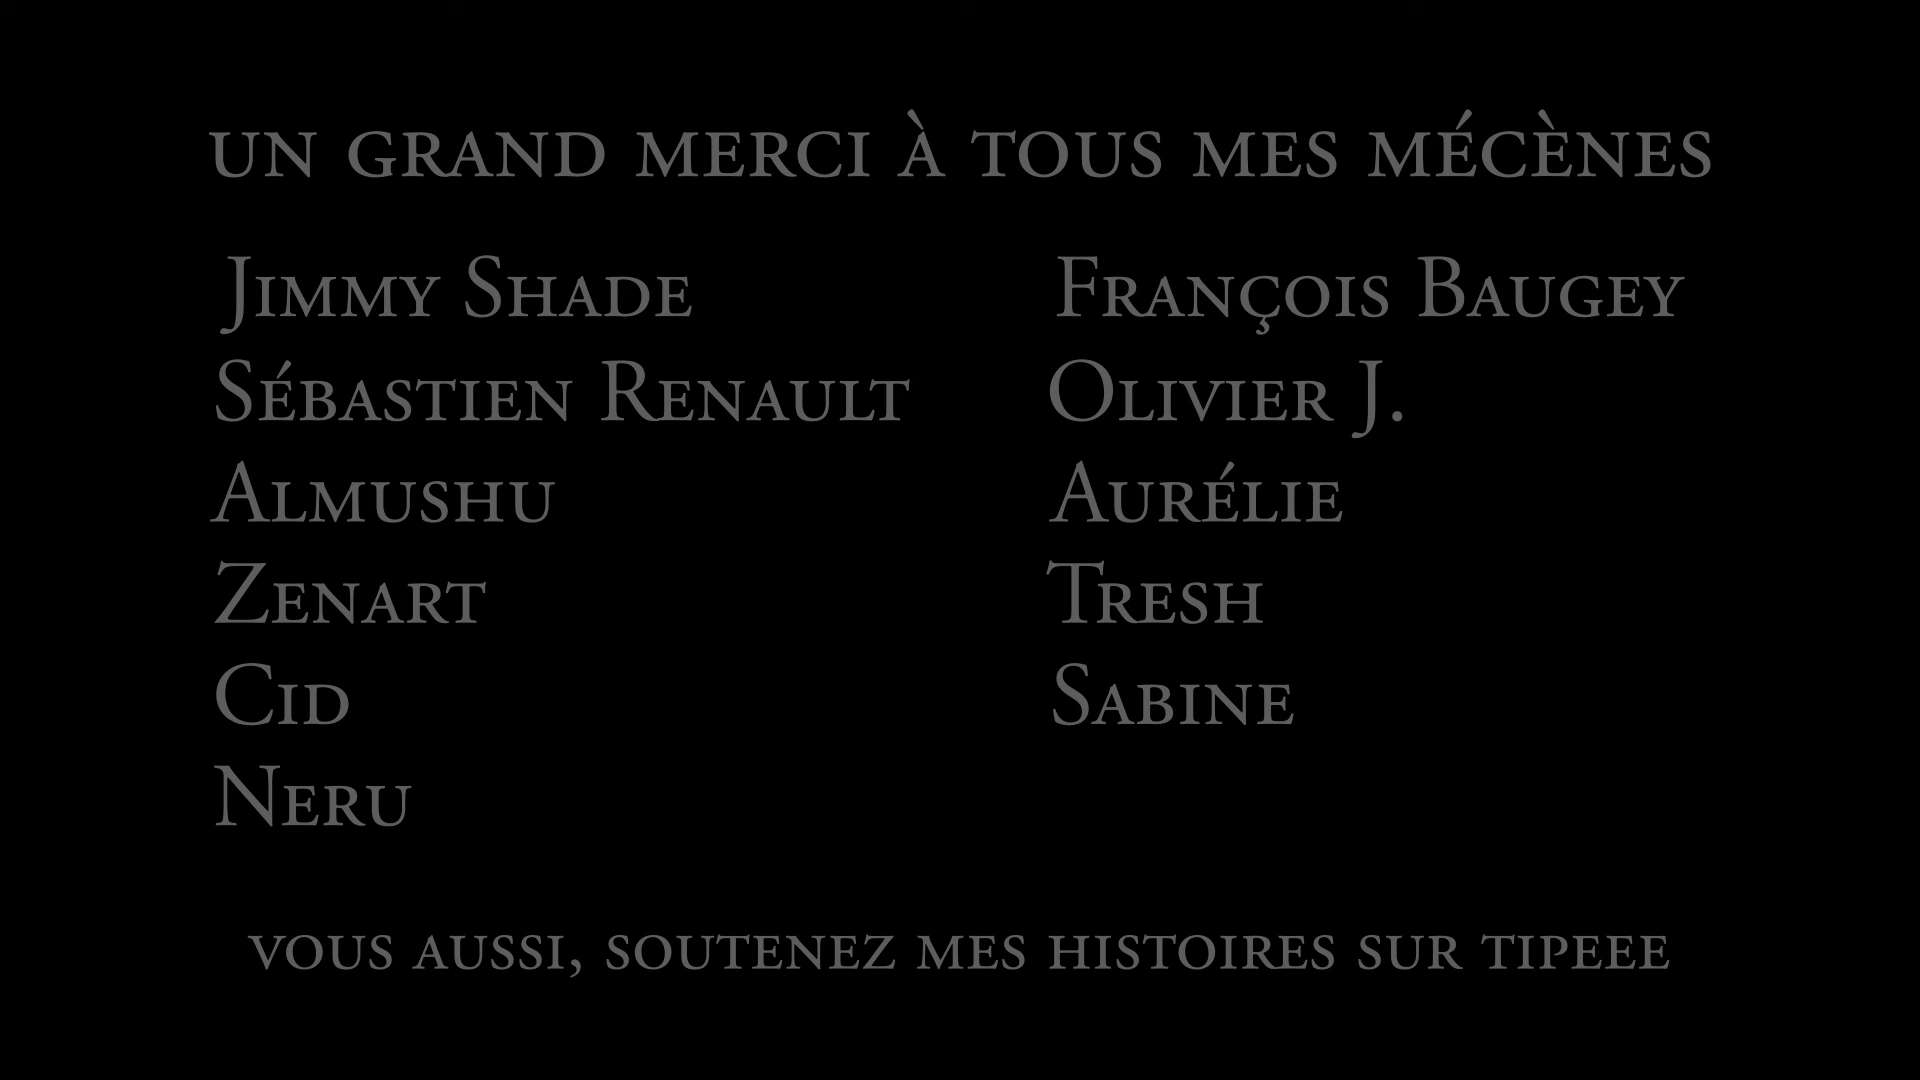 un grand merci à tous mes mécènes
Jimmy Shade
Sébastien Renault
Almushu
Zenart
Cid
Neru
François Baugey
Olivier J.
Aurélie
Tresh
Sabine
vous aussi, soutenez mes histoires sur tipeee